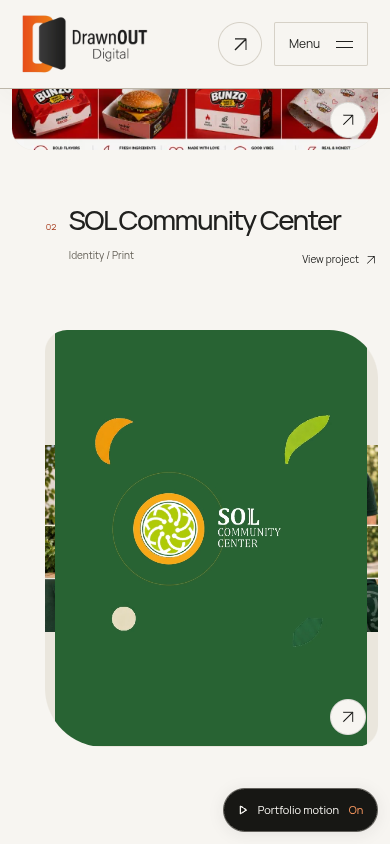 DrawnOUT
Digital
Menu
BUNZO
BUNZO
BOLD FLAVORS
FRESH INGREDIENTS
MADE WITH LOVE
GOOD VIBES
REAL & HONEST
02
SOL Community Center
Identity / Print
View project
SOL
COMMUNITY
CENTER
Portfolio motion On